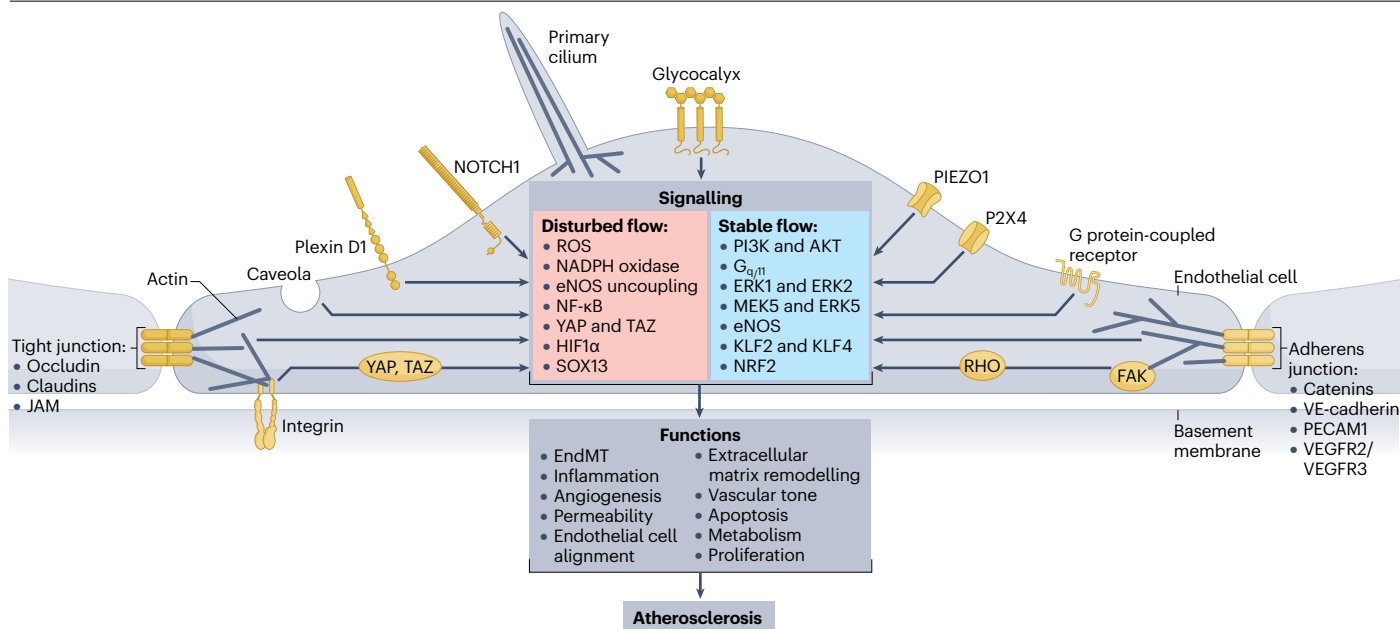 Primary
cilium
Glycocalyx
NOTCH1
PIEZO1
Plexin D1
P2X4
G protein-coupled
receptor
Caveola
Actin
Endothelial cell
Signalling
Disturbed flow:
• ROS
• NADPH oxidase
• eNOS uncoupling
• NF-κB
• YAP and TAZ
• HIF1α
• SOX13
Stable flow:
• PI3K and AKT
• Gq/11
• ERK1 and ERK2
• MEK5 and ERK5
• eNOS
• KLF2 and KLF4
• NRF2
Tight junction:
• Occludin
• Claudins
• JAM
YAP, TAZ
Integrin
RHO
FAK
Adherens
junction:
• Catenins
• VE-cadherin
• PECAM1
• VEGFR2/
VEGFR3
Basement
membrane
Functions
• EndMT
• Inflammation
• Angiogenesis
• Permeability
• Endothelial cell
alignment
• Extracellular
matrix remodelling
• Vascular tone
• Apoptosis
• Metabolism
• Proliferation
Atherosclerosis